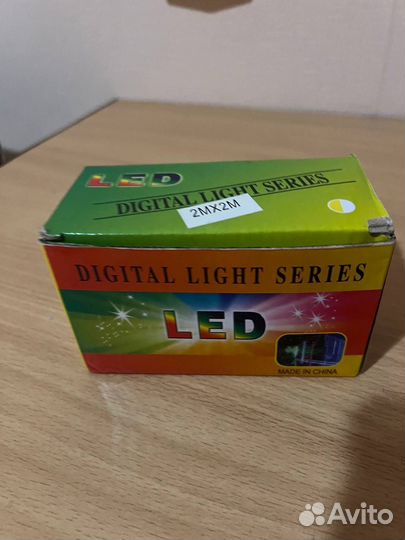 LED
DIGITAL LIGHT SERIES
2MX2M
DIGITAL LIGHT SERIES
LED
MADE IN CHINA
Avito